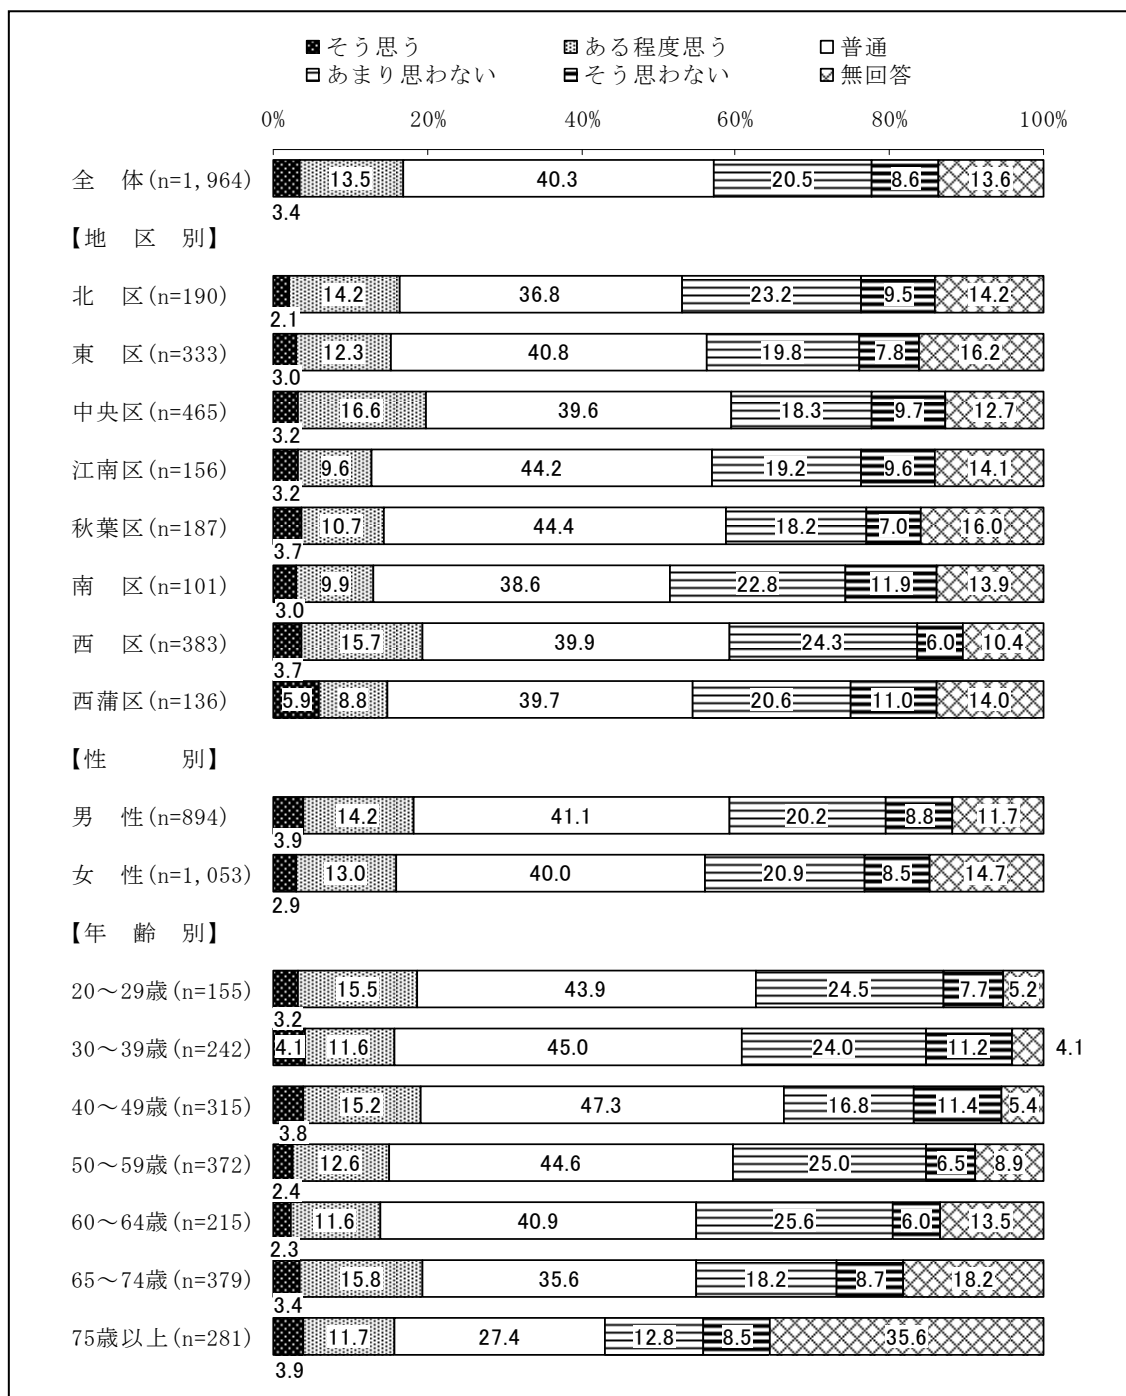 そう思う ある程度思う 普通
あまり思わない そう思わない 無回答
0% 20% 40% 60% 80% 100%
全 体(n=1,964) 13.5 40.3 20.5 8.6 13.6
3.4
【地 区 別】
北 区(n=190) 14.2 36.8 23.2 9.5 14.2
2.1
東 区(n=333) 12.3 40.8 19.8 7.8 16.2
3.0
中央区(n=465) 16.6 39.6 18.3 9.7 12.7
3.2
江南区(n=156) 9.6 44.2 19.2 9.6 14.1
3.2
秋葉区(n=187) 10.7 44.4 18.2 7.0 16.0
3.7
南 区(n=101) 9.9 38.6 22.8 11.9 13.9
3.0
西 区(n=383) 15.7 39.9 24.3 6.0 10.4
3.7
西蒲区(n=136) 5.9 8.8 39.7 20.6 11.0 14.0
【性 別】
男 性(n=894) 14.2 41.1 20.2 8.8 11.7
3.9
女 性(n=1,053) 13.0 40.0 20.9 8.5 14.7
2.9
【年 齢 別】
20～29歳(n=155) 15.5 43.9 24.5 7.7 5.2
3.2
30～39歳(n=242) 4.1 11.6 45.0 24.0 11.2 4.1
40～49歳(n=315) 15.2 47.3 16.8 11.4 5.4
3.8
50～59歳(n=372) 12.6 44.6 25.0 6.5 8.9
2.4
60～64歳(n=215) 11.6 40.9 25.6 6.0 13.5
2.3
65～74歳(n=379) 15.8 35.6 18.2 8.7 18.2
3.4
75歳以上(n=281) 11.7 27.4 12.8 8.5 35.6
3.9